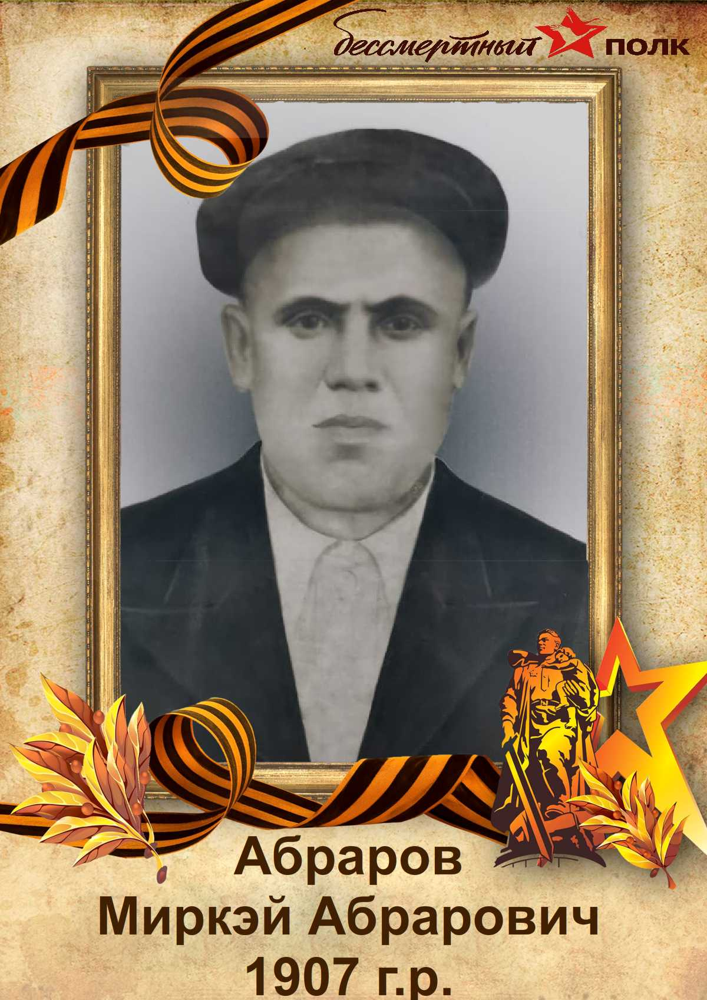 бессмертный полк
Абраров
Миркэй Абрарович
1907 г.р.